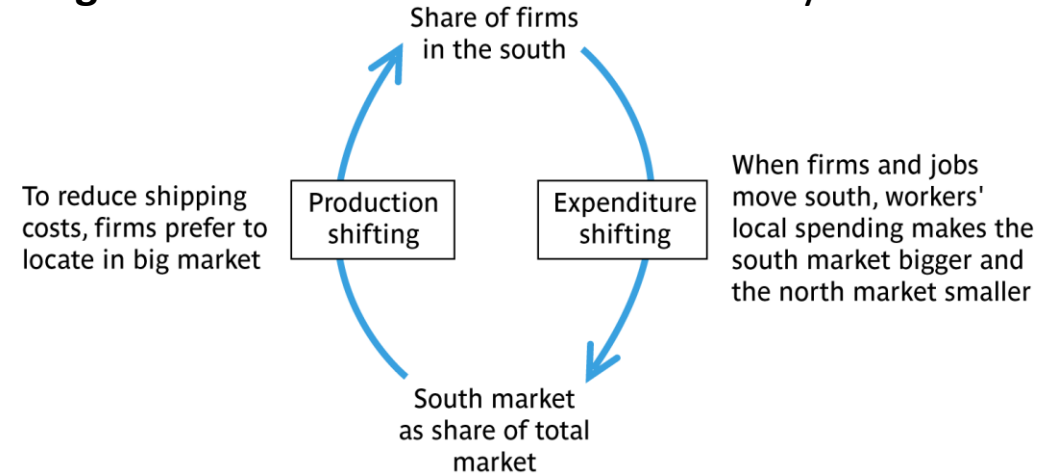 Share of firms
in the south
To reduce shipping
costs, firms prefer to
locate in big market
Production
shifting
Expenditure
shifting
When firms and jobs
move south, workers'
local spending makes the
south market bigger and
the north market smaller
South market
as share of total
market